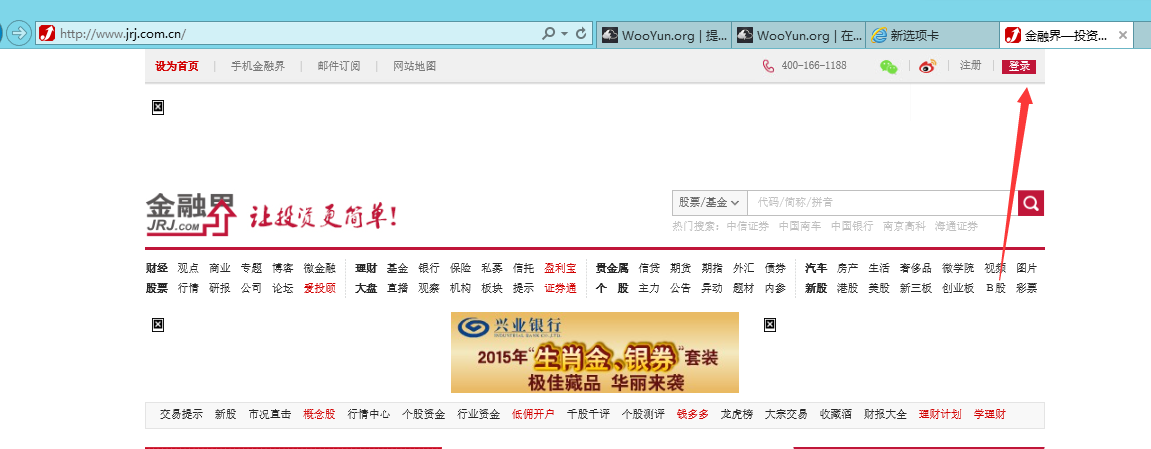 http://www.jrj.com.cn/ WooYun.org | 提... WooYun.org | 在... 新选项卡 金融界—投资...
设为首页 | 手机金融界 | 邮件订阅 | 网站地图 400-166-1188 | 注册 | 登录
金融界 JRJ.COM 让投资更简单!
股票/基金 代码/简称/拼音
热门搜索: 中信证券 中国南车 中国银行 南京高科 海通证券
财经 观点 商业 专题 博客 微金融 理财 基金 银行 保险 私募 信托 盈利宝 贵金属 信贷 期货 期指 外汇 债券 汽车 房产 生活 奢侈品 微学院 视频 图片
股票 行情 研报 公司 论坛 爱投顾 大盘 直播 观察 机构 板块 提示 证券通 个 股 主力 公告 异动 题材 内参 新股 港股 美股 新三板 创业板 B股 彩票
兴业银行
INDUSTRIAL BANK CO.,LTD.
2015年“生肖金、银券”套装
极佳藏品 华丽来袭
交易提示 新股 市况直击 概念股 行情中心 个股资金 行业资金 低佣开户 千股千评 个股测评 钱多多 龙虎榜 大宗交易 收藏酒 财报大全 理财计划 学理财